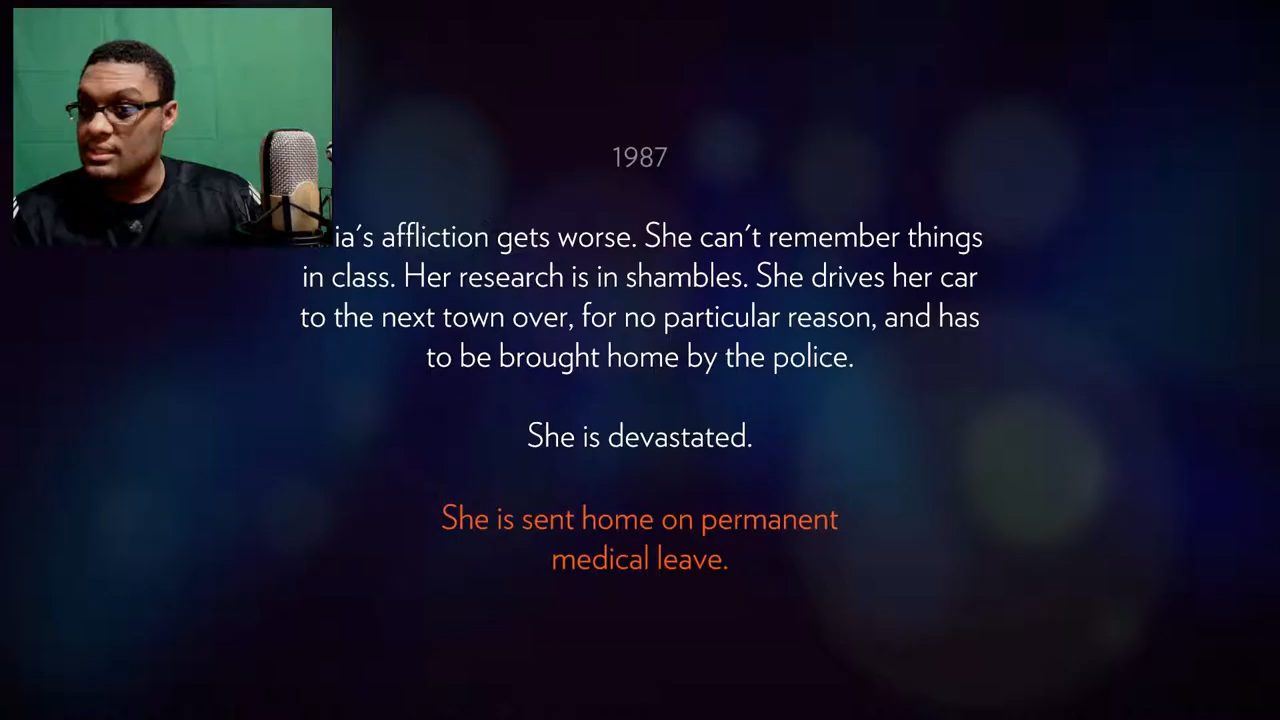 1987
affliction gets worse. She can't remember things
in class. Her research is in shambles. She drives her car
to the next town over, for no particular reason, and has
to be brought home by the police.
She is devastated.
She is sent home on permanent
medical leave.